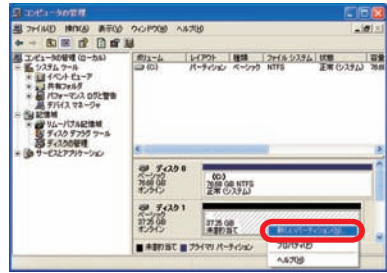 コンピュータの管理
ファイル(F) 操作(A) 表示(V) ウィンドウ(W) ヘルプ(H)
コンピュータの管理 (ローカル)
システム ツール
イベント ビューア
共有フォルダ
パフォーマンス ログと警告
デバイス マネージャ
記憶域
リムーバブル記憶域
ディスク デフラグ ツール
ディスクの管理
サービスとアプリケーション
ボリューム レイアウト 種類 ファイル システム 状態 容量
(C:) パーティション ベーシック NTFS 正常 (システム)
ディスク 0
ベーシック
76.68 GB
オンライン
(C:)
76.68 GB NTFS
正常 (システム)
ディスク 1
ベーシック
37.25 GB
オンライン
37.25 GB
未割り当て
新しいパーティション(N)...
プロパティ(P)
ヘルプ(H)
未割り当て プライマリ パーティション